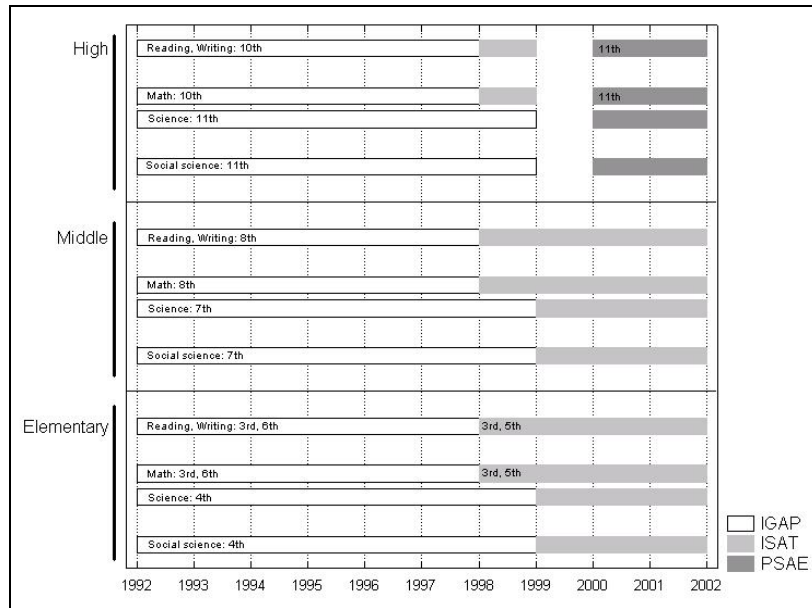 High
Reading, Writing: 10th
11th
Math: 10th
11th
Science: 11th
Social science: 11th
Middle
Reading, Writing: 8th
Math: 8th
Science: 7th
Social science: 7th
Elementary
Reading, Writing: 3rd, 6th
3rd, 5th
Math: 3rd, 6th
3rd, 5th
Science: 4th
Social science: 4th
IGAP
ISAT
PSAE
1992 1993 1994 1995 1996 1997 1998 1999 2000 2001 2002